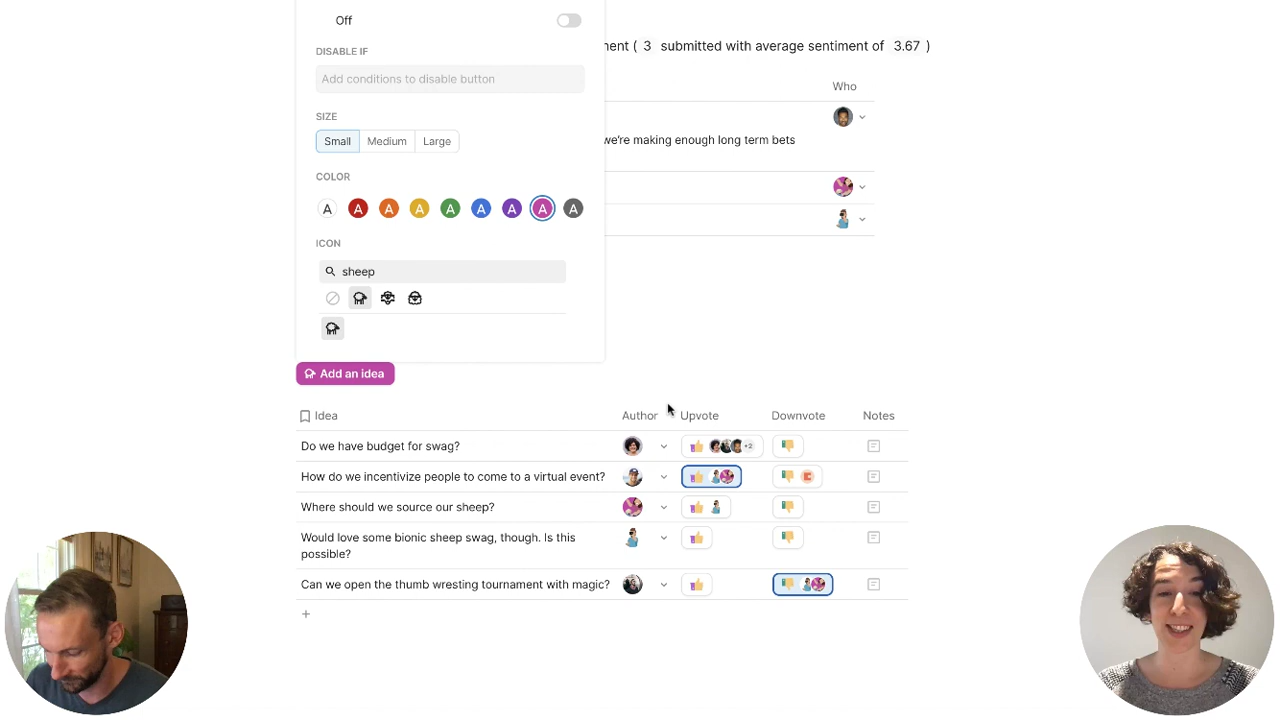 Off
nent ( 3 submitted with average sentiment of 3.67 )
DISABLE IF
Add conditions to disable button
Who
SIZE
Small Medium Large
we're making enough long term bets
COLOR
A A A A A A A A A
ICON
sheep
Add an idea
Idea Author Upvote Downvote Notes
Do we have budget for swag? +2
How do we incentivize people to come to a virtual event?
Where should we source our sheep?
Would love some bionic sheep swag, though. Is this
possible?
Can we open the thumb wresting tournament with magic?
+